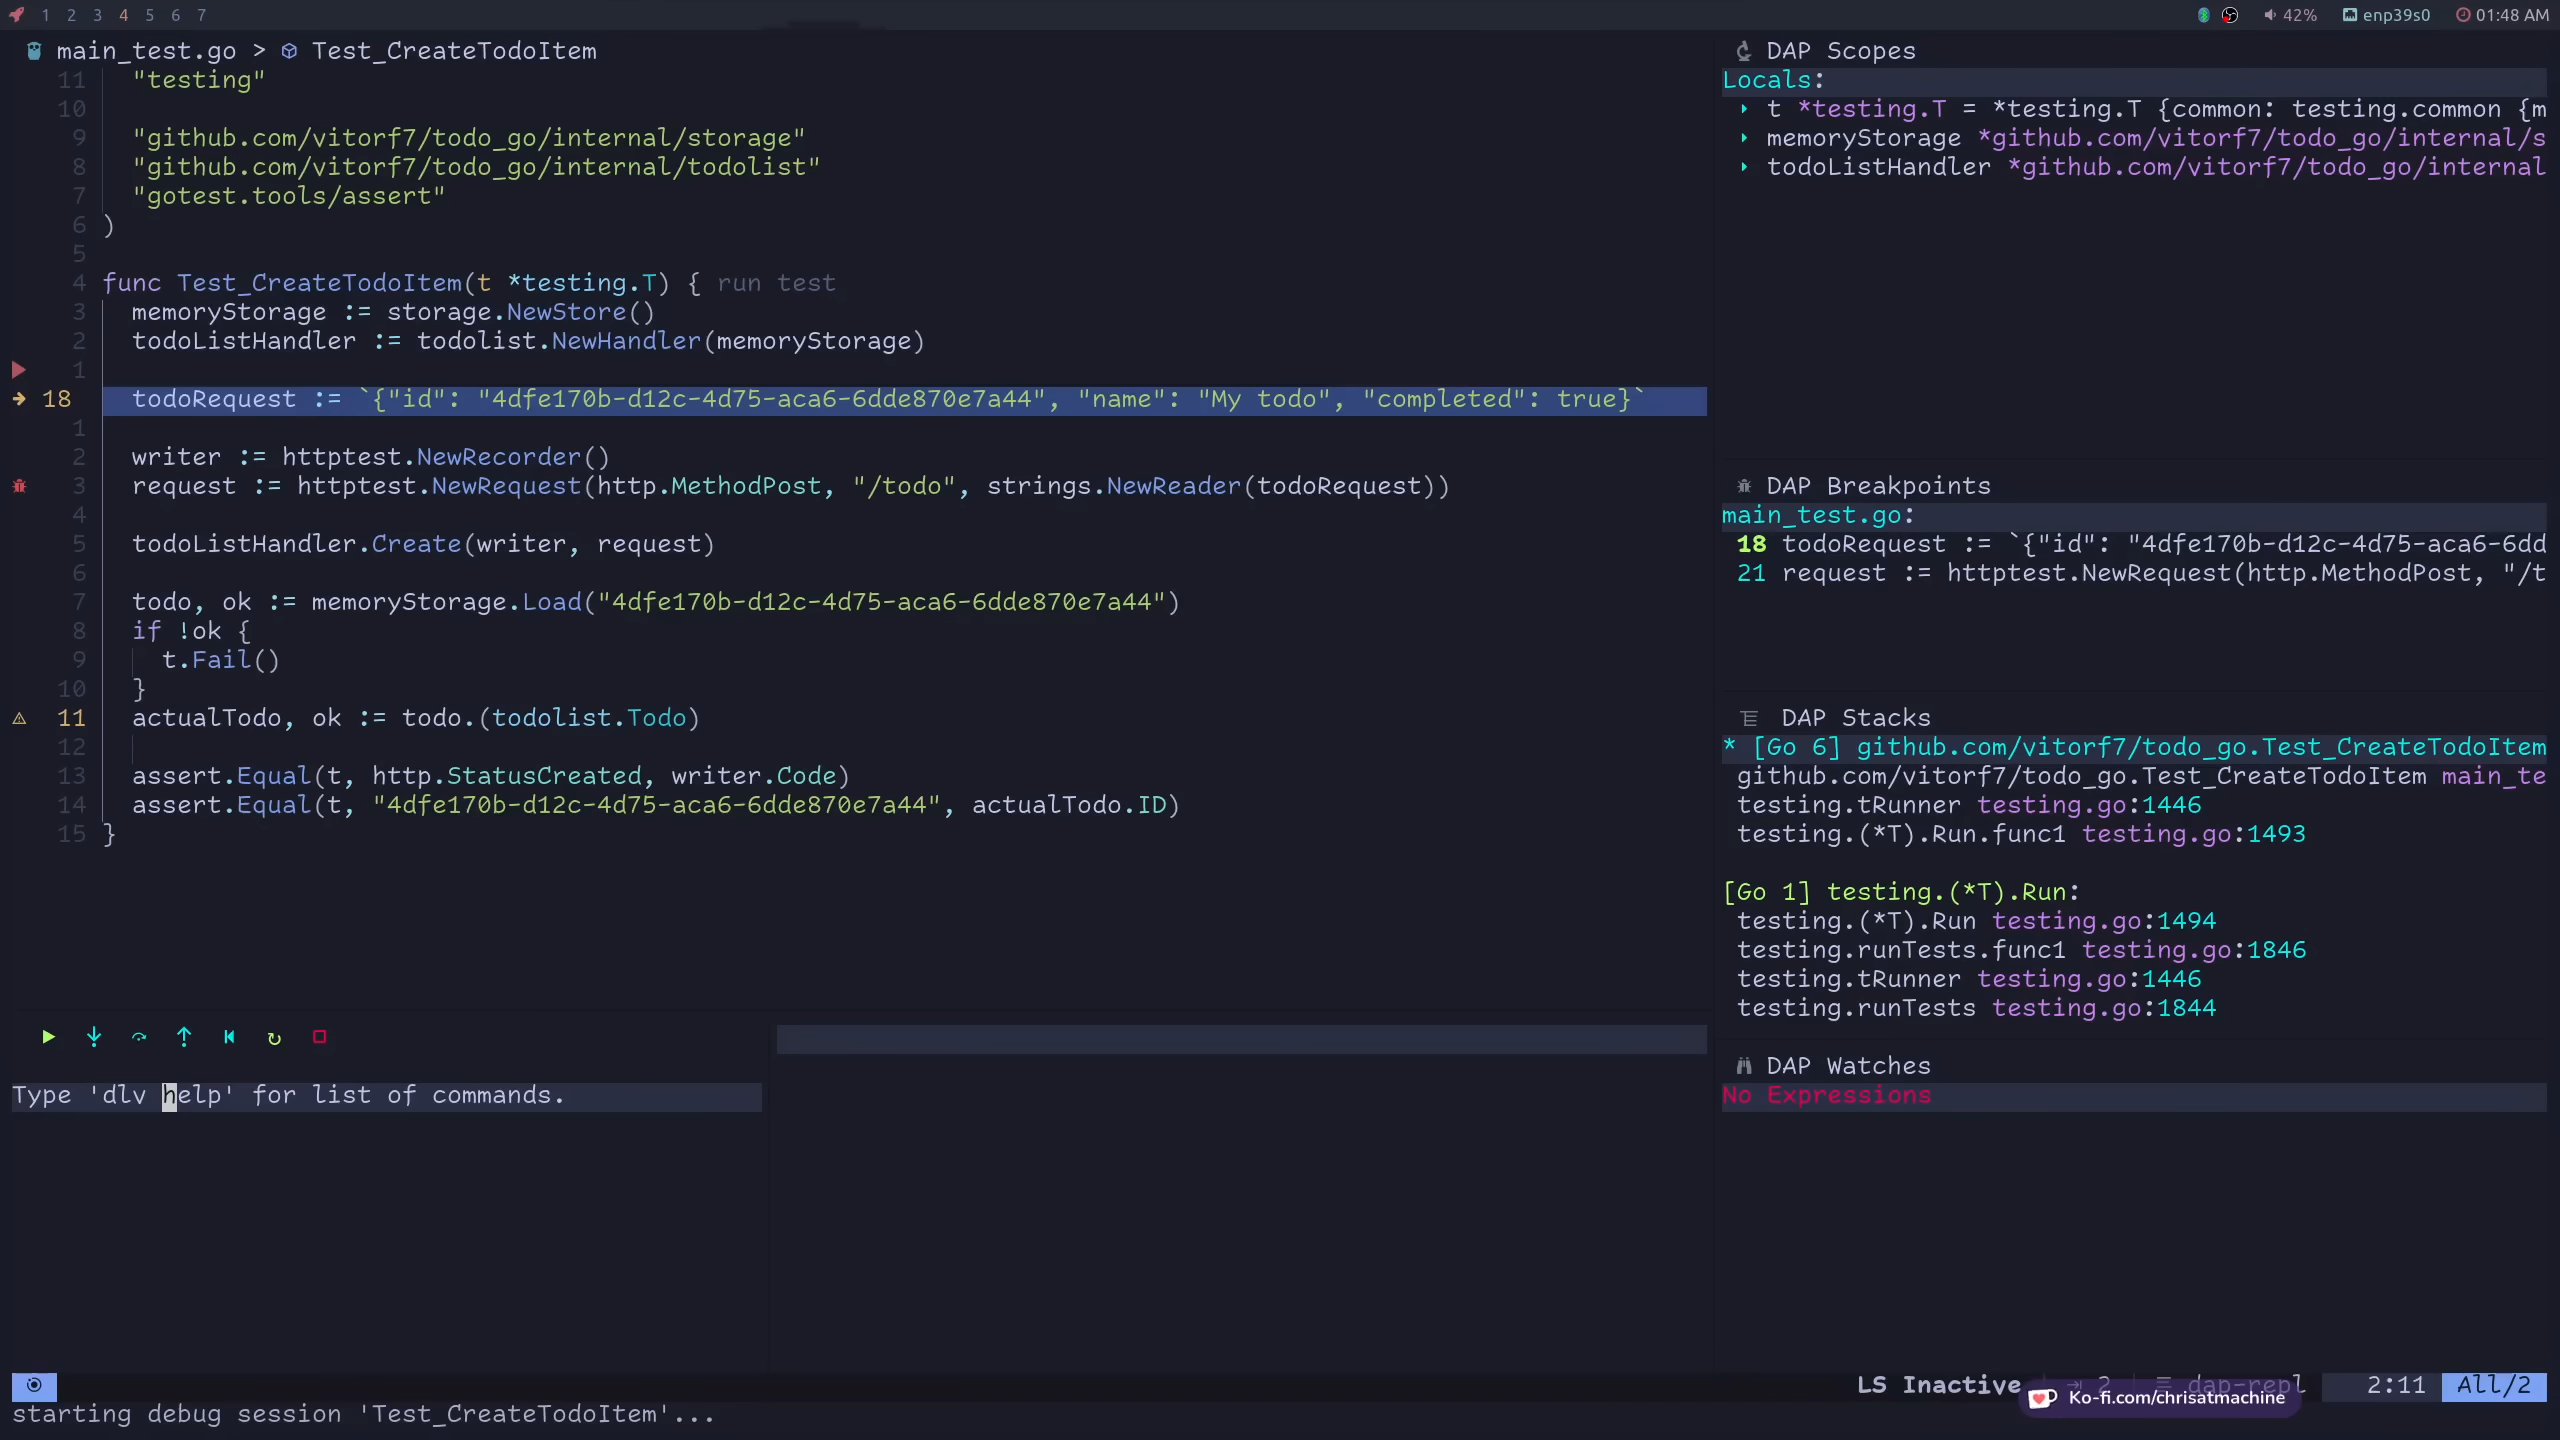 1 2 3 4 5 6 7
42% enp39s0 01:48 AM
main_test.go > Test_CreateTodoItem
11 "testing"
10
9 "github.com/vitorf7/todo_go/internal/storage"
8 "github.com/vitorf7/todo_go/internal/todolist"
7 "gotest.tools/assert"
6 )
5
4 func Test_CreateTodoItem(t *testing.T) { run test
3 memoryStorage := storage.NewStore()
2 todoListHandler := todolist.NewHandler(memoryStorage)
1
18 todoRequest := `{"id": "4dfe170b-d12c-4d75-aca6-6dde870e7a44", "name": "My todo", "completed": true}`
1
2 writer := httptest.NewRecorder()
3 request := httptest.NewRequest(http.MethodPost, "/todo", strings.NewReader(todoRequest))
4
5 todoListHandler.Create(writer, request)
6
7 todo, ok := memoryStorage.Load("4dfe170b-d12c-4d75-aca6-6dde870e7a44")
8 if !ok {
9 t.Fail()
10 }
11 actualTodo, ok := todo.(todolist.Todo)
12
13 assert.Equal(t, http.StatusCreated, writer.Code)
14 assert.Equal(t, "4dfe170b-d12c-4d75-aca6-6dde870e7a44", actualTodo.ID)
15 }
DAP Scopes
Locals:
t *testing.T = *testing.T {common: testing.common {m
memoryStorage *github.com/vitorf7/todo_go/internal/s
todoListHandler *github.com/vitorf7/todo_go/internal
DAP Breakpoints
main_test.go:
18 todoRequest := `{"id": "4dfe170b-d12c-4d75-aca6-6dd
21 request := httptest.NewRequest(http.MethodPost, "/t
DAP Stacks
* [Go 6] github.com/vitorf7/todo_go.Test_CreateTodoItem
github.com/vitorf7/todo_go.Test_CreateTodoItem main_te
testing.tRunner testing.go:1446
testing.(*T).Run.func1 testing.go:1493
[Go 1] testing.(*T).Run:
testing.(*T).Run testing.go:1494
testing.runTests.func1 testing.go:1846
testing.tRunner testing.go:1446
testing.runTests testing.go:1844
DAP Watches
No Expressions
Type 'dlv help' for list of commands.
LS Inactive 2 dap-repl 2:11 All/2
Ko-fi.com/chrisatmachine
starting debug session 'Test_CreateTodoItem'...